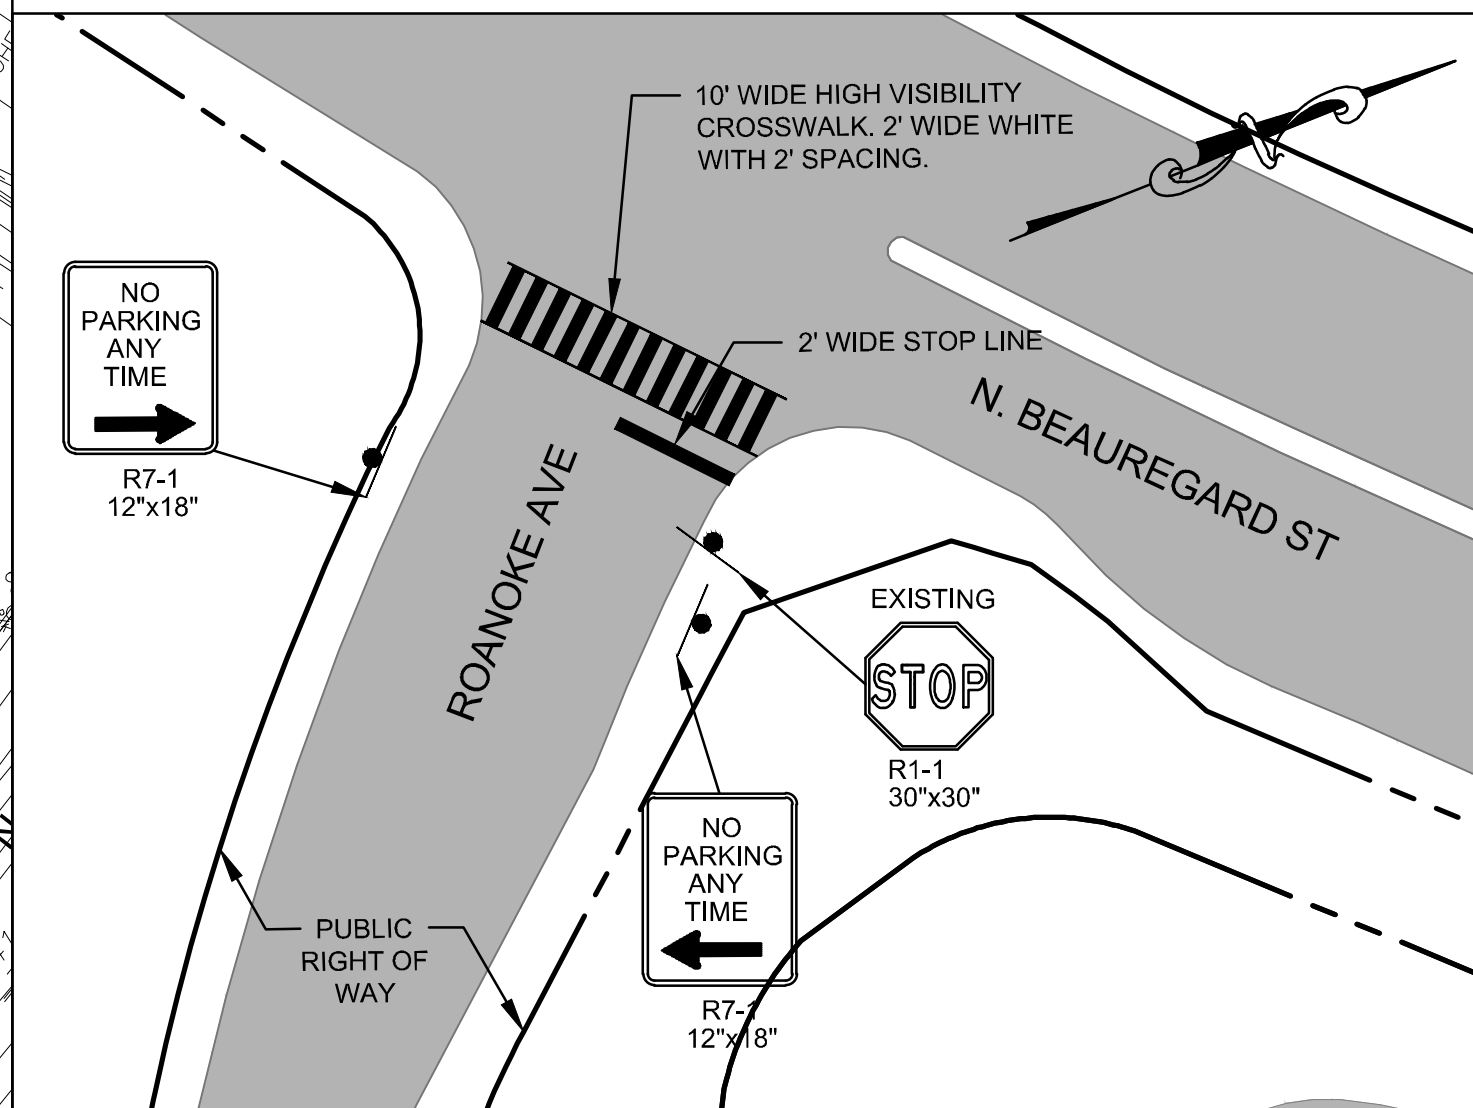 10' WIDE HIGH VISIBILITY
CROSSWALK. 2' WIDE WHITE
WITH 2' SPACING.
NO
PARKING
ANY
TIME
R7-1
12"x18"
2' WIDE STOP LINE
N. BEAUREGARD ST
ROANOKE AVE
EXISTING
STOP
R1-1
30"x30"
NO
PARKING
ANY
TIME
R7-1
12"x18"
PUBLIC
RIGHT OF
WAY